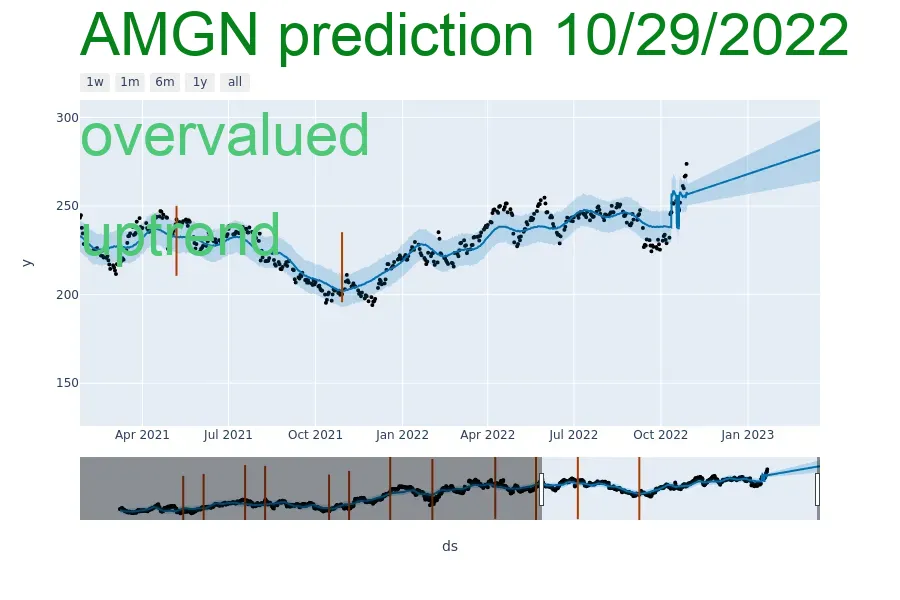 AMGN prediction 10/29/2022
1w 1m 6m 1y all
300
overvalued
250
uptrend
y
200
150
Apr 2021 Jul 2021 Oct 2021 Jan 2022 Apr 2022 Jul 2022 Oct 2022 Jan 2023
ds